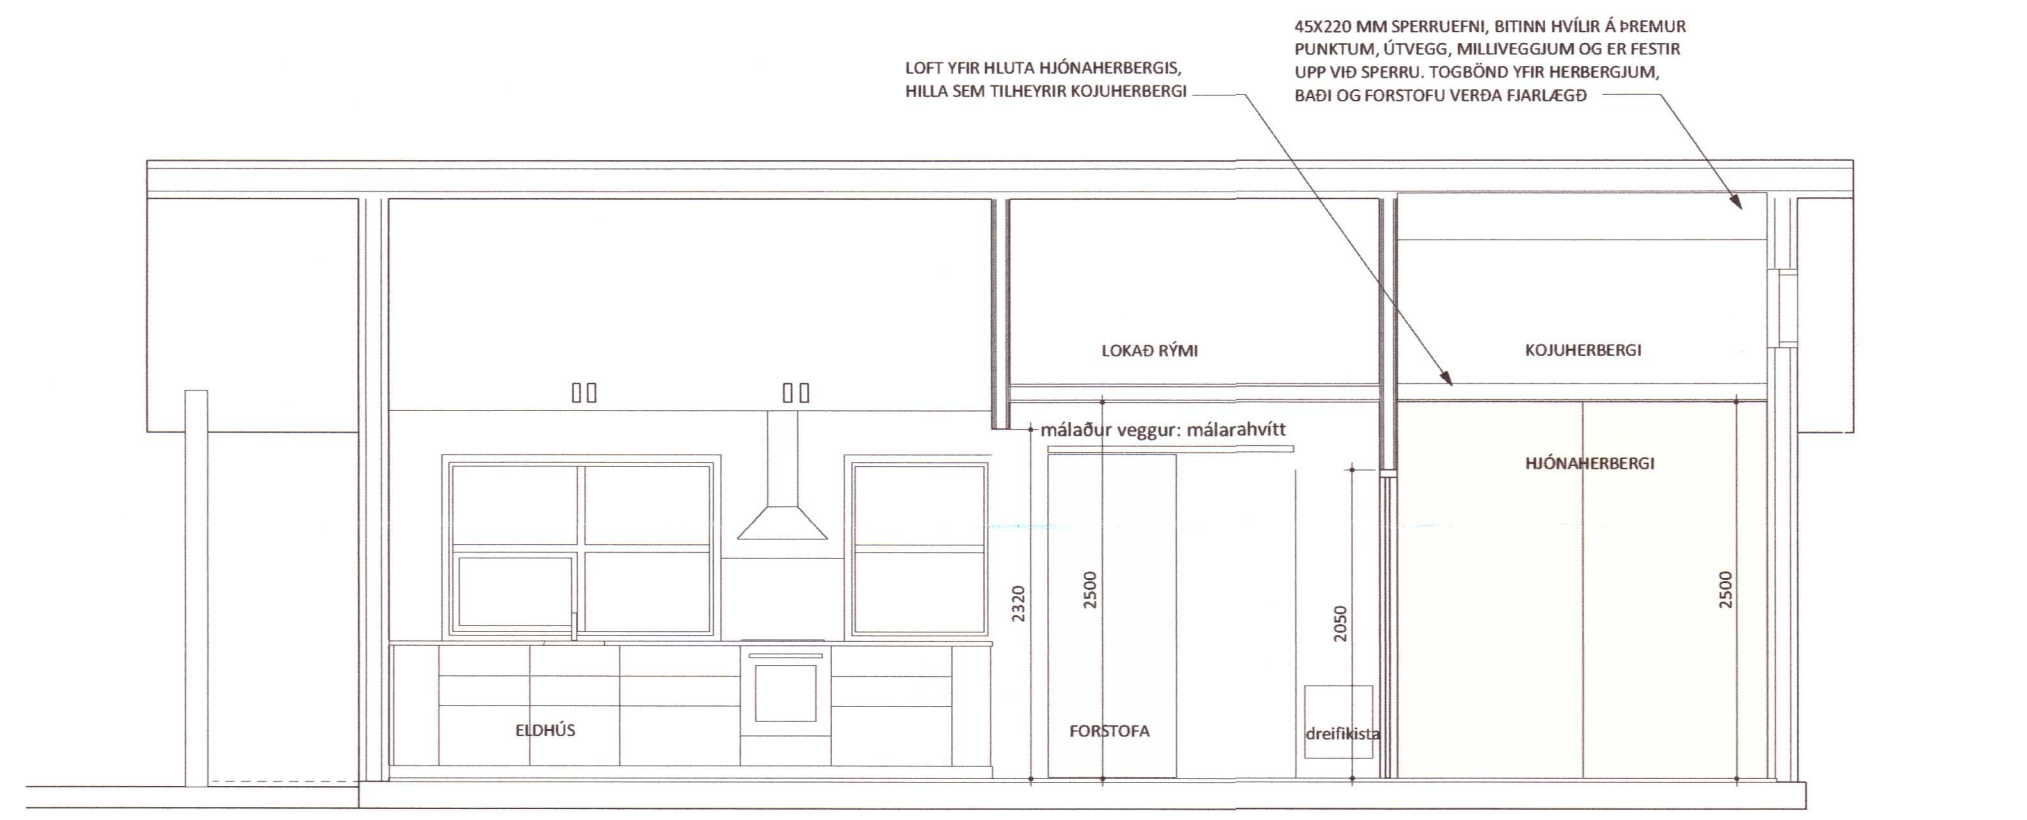 45X220 MM SPERRUEFNI, BITINN HVÍLIR Á ÞREMUR
PUNKTUM, ÚTVEGG, MILLIVEGGJUM OG ER FESTIR
UPP VIÐ SPERRU. TOGBÖND YFIR HERBERGJUM,
BAÐI OG FORSTOFU VERÐA FJARLÆGÐ
LOFT YFIR HLUTA HJÓNAHERBERGIS,
HILLA SEM TILHEYRIR KOJUHERBERGI
LOKAÐ RÝMI
KOJUHERBERGI
málaður veggur: málarahvítt
HJÓNAHERBERGI
2320
2500
2050
2500
ELDHÚS
FORSTOFA
dreifikista